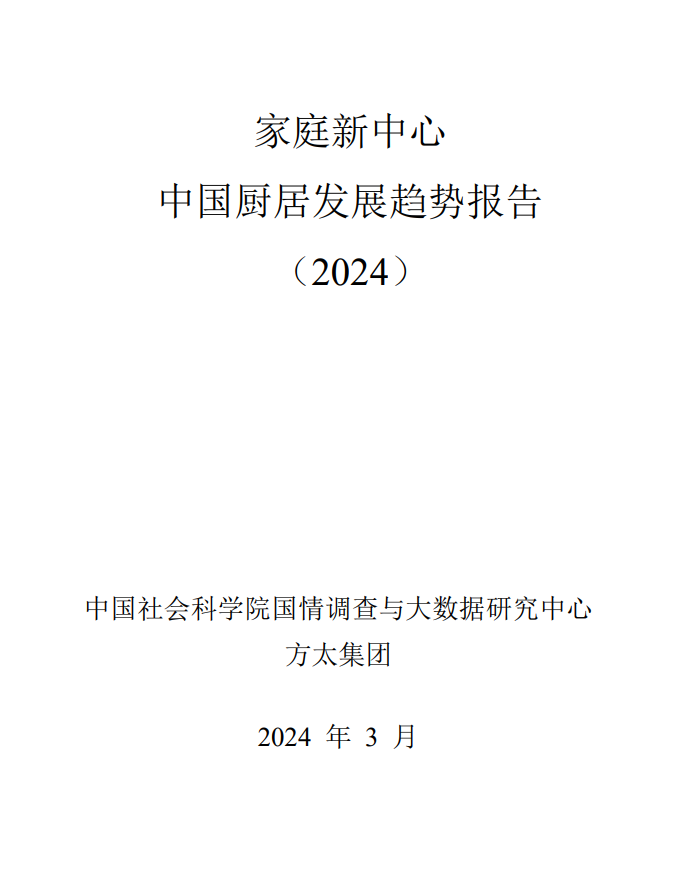 家庭新中心
中国厨居发展趋势报告
（2024）
中国社会科学院国情调查与大数据研究中心
方太集团
2024 年 3 月